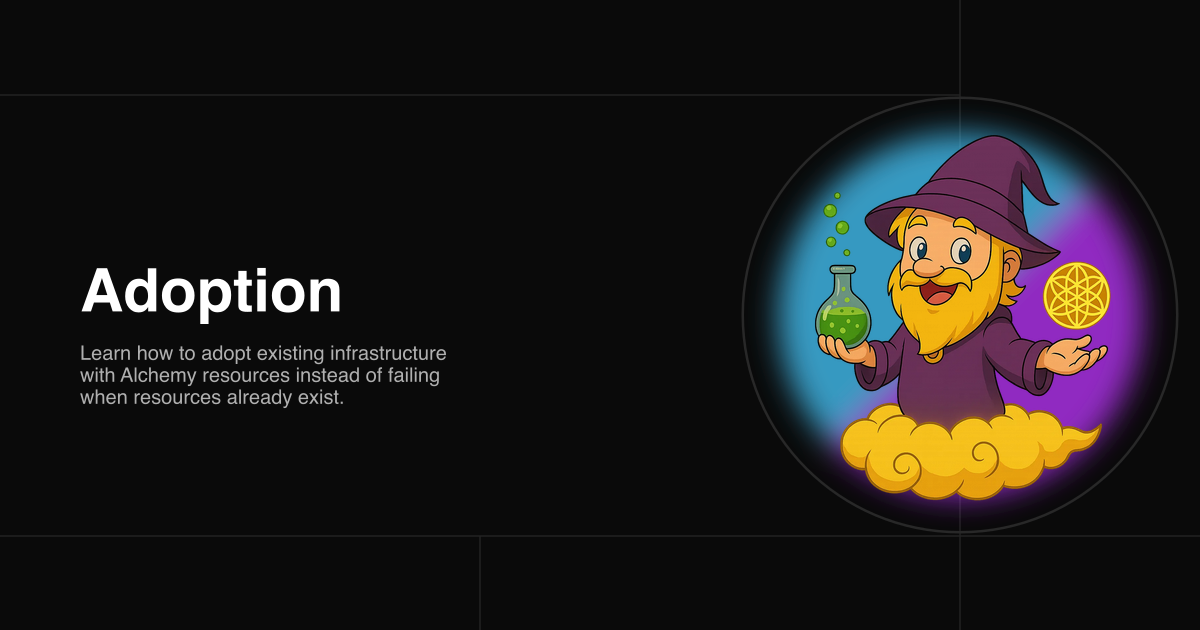 Adoption
Learn how to adopt existing infrastructure
with Alchemy resources instead of failing
when resources already exist.